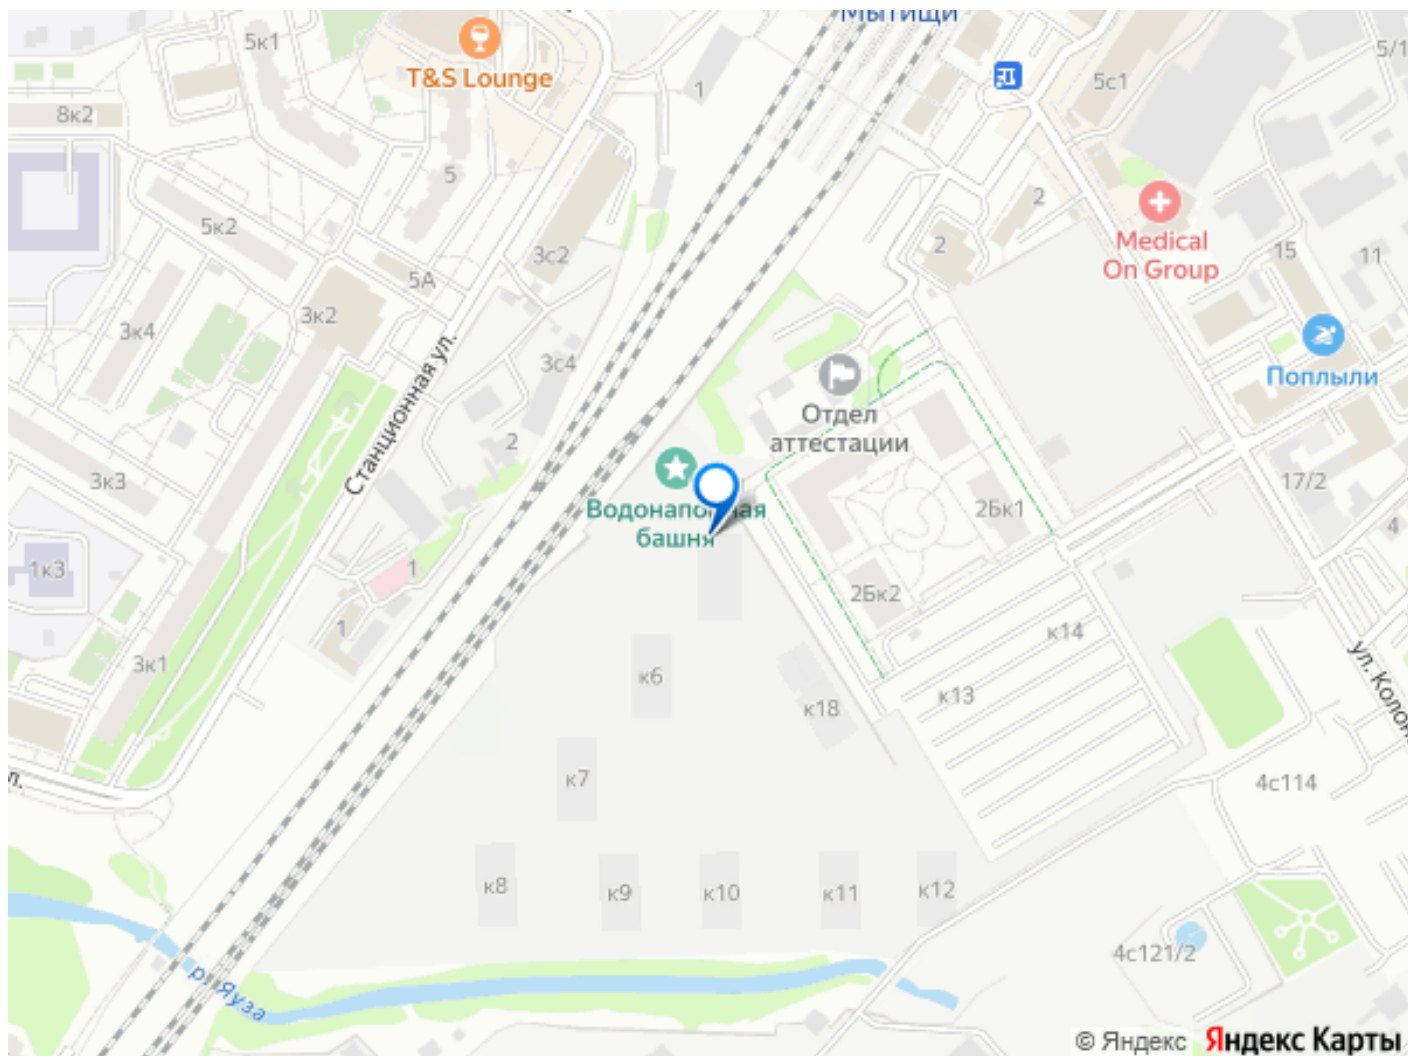 Мытищи
5к1
T&S Lounge
1
5с1
5/1
8к2
5
2
Medical
On Group
5к2
3с2
2
15
11
5А
3к2
3к4
3с4
Поплыли
Станционная ул.
Отдел
аттестации
2
3к3
17/2
Водонапорная
башня
2Бк1
4
1к3
1
2Бк2
1
к14
3к1
к6
к13
к18
ул. Колон
л.
к7
4с114
к8
к9
к10
к11
к12
4с121/2
р. Яуза
© Яндекс Яндекс Карты